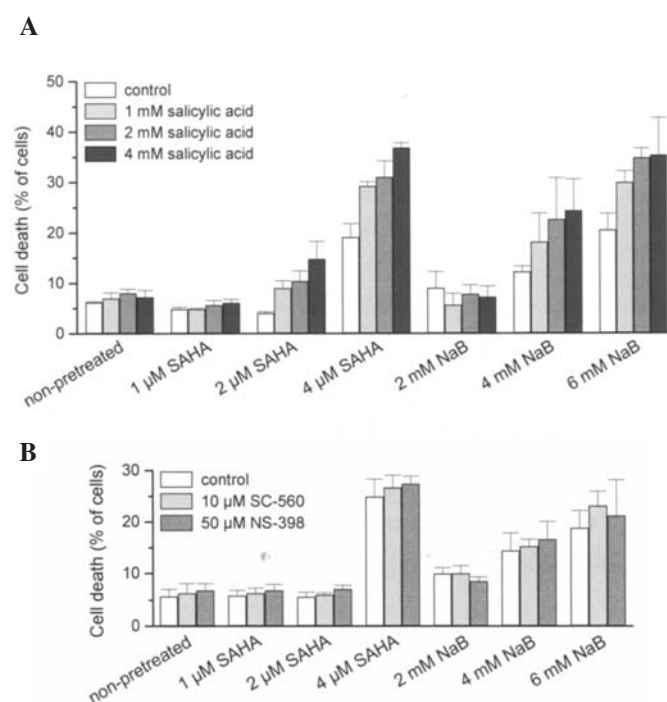 A
50
40
30
20
10
0
Cell death (% of cells)
control
1 mM salicylic acid
2 mM salicylic acid
4 mM salicylic acid
non-pretreated
1 µM SAHA
2 µM SAHA
4 µM SAHA
2 mM NaB
4 mM NaB
6 mM NaB
B
30
20
10
0
Cell death (% of cells)
control
10 µM SC-560
50 µM NS-398
non-pretreated
1 µM SAHA
2 µM SAHA
4 µM SAHA
2 mM NaB
4 mM NaB
6 mM NaB